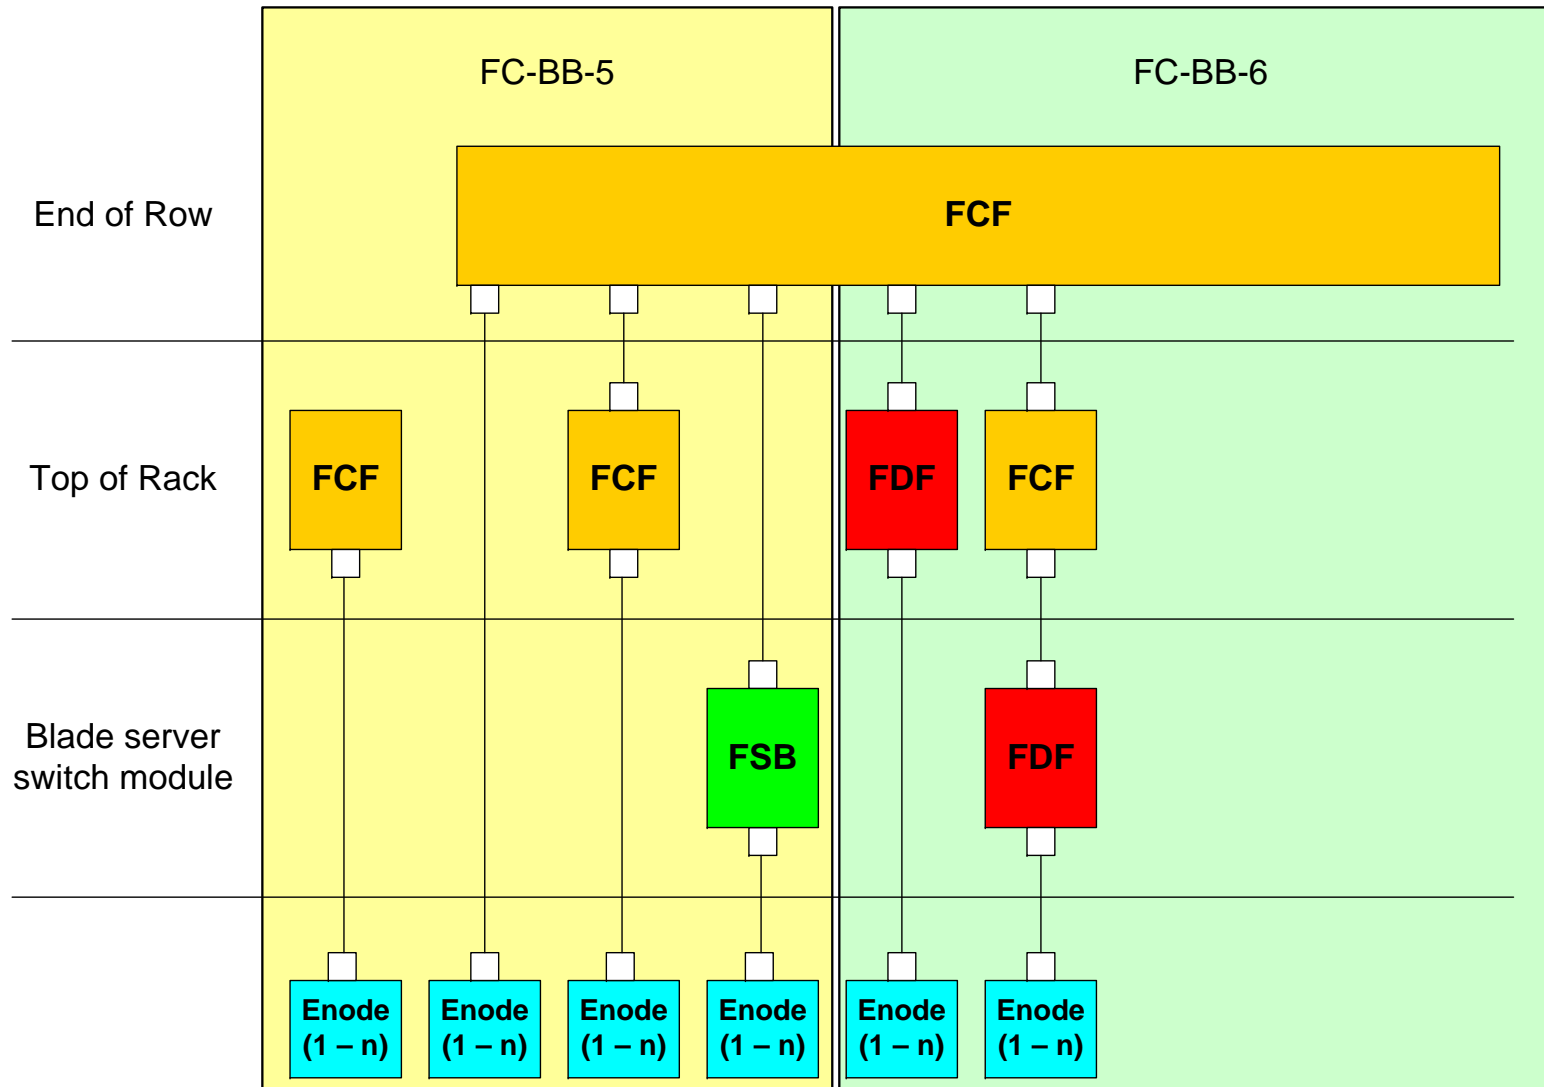 FC-BB-5
FC-BB-6
End of Row
FCF
Top of Rack
FCF
FCF
FDF
FCF
Blade server
switch module
FSB
FDF
Enode
(1 – n)
Enode
(1 – n)
Enode
(1 – n)
Enode
(1 – n)
Enode
(1 – n)
Enode
(1 – n)